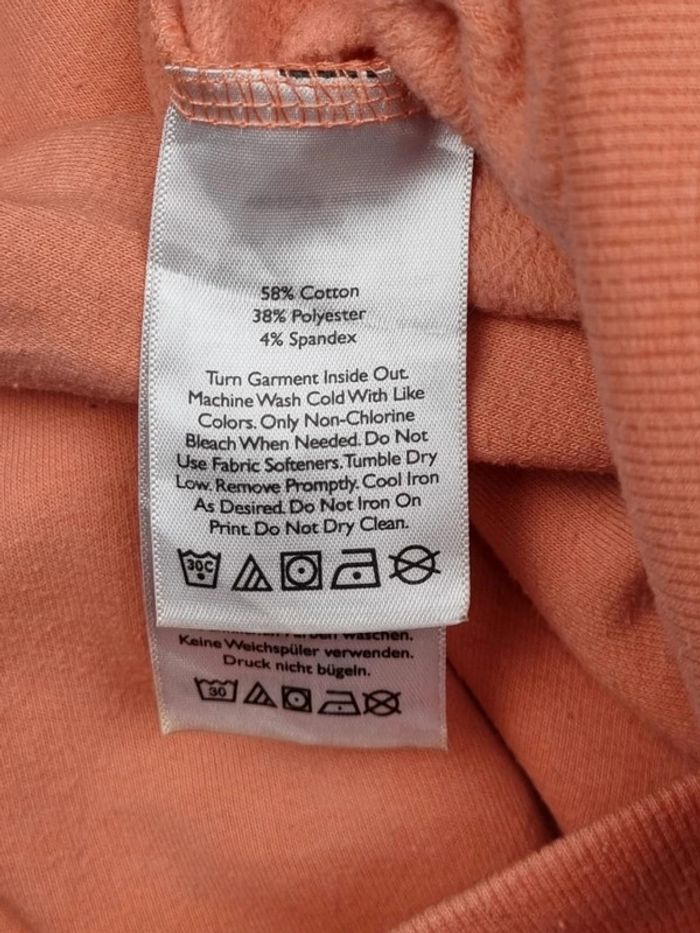 58% Cotton
38% Polyester
4% Spandex
Turn Garment Inside Out.
Machine Wash Cold With Like
Colors. Only Non-Chlorine
Bleach When Needed. Do Not
Use Fabric Softeners. Tumble Dry
Low. Remove Promptly. Cool Iron
As Desired. Do Not Iron On
Print. Do Not Dry Clean.
30C
waschen.
Keine Weichspüler verwenden.
Druck nicht bügeln.
30